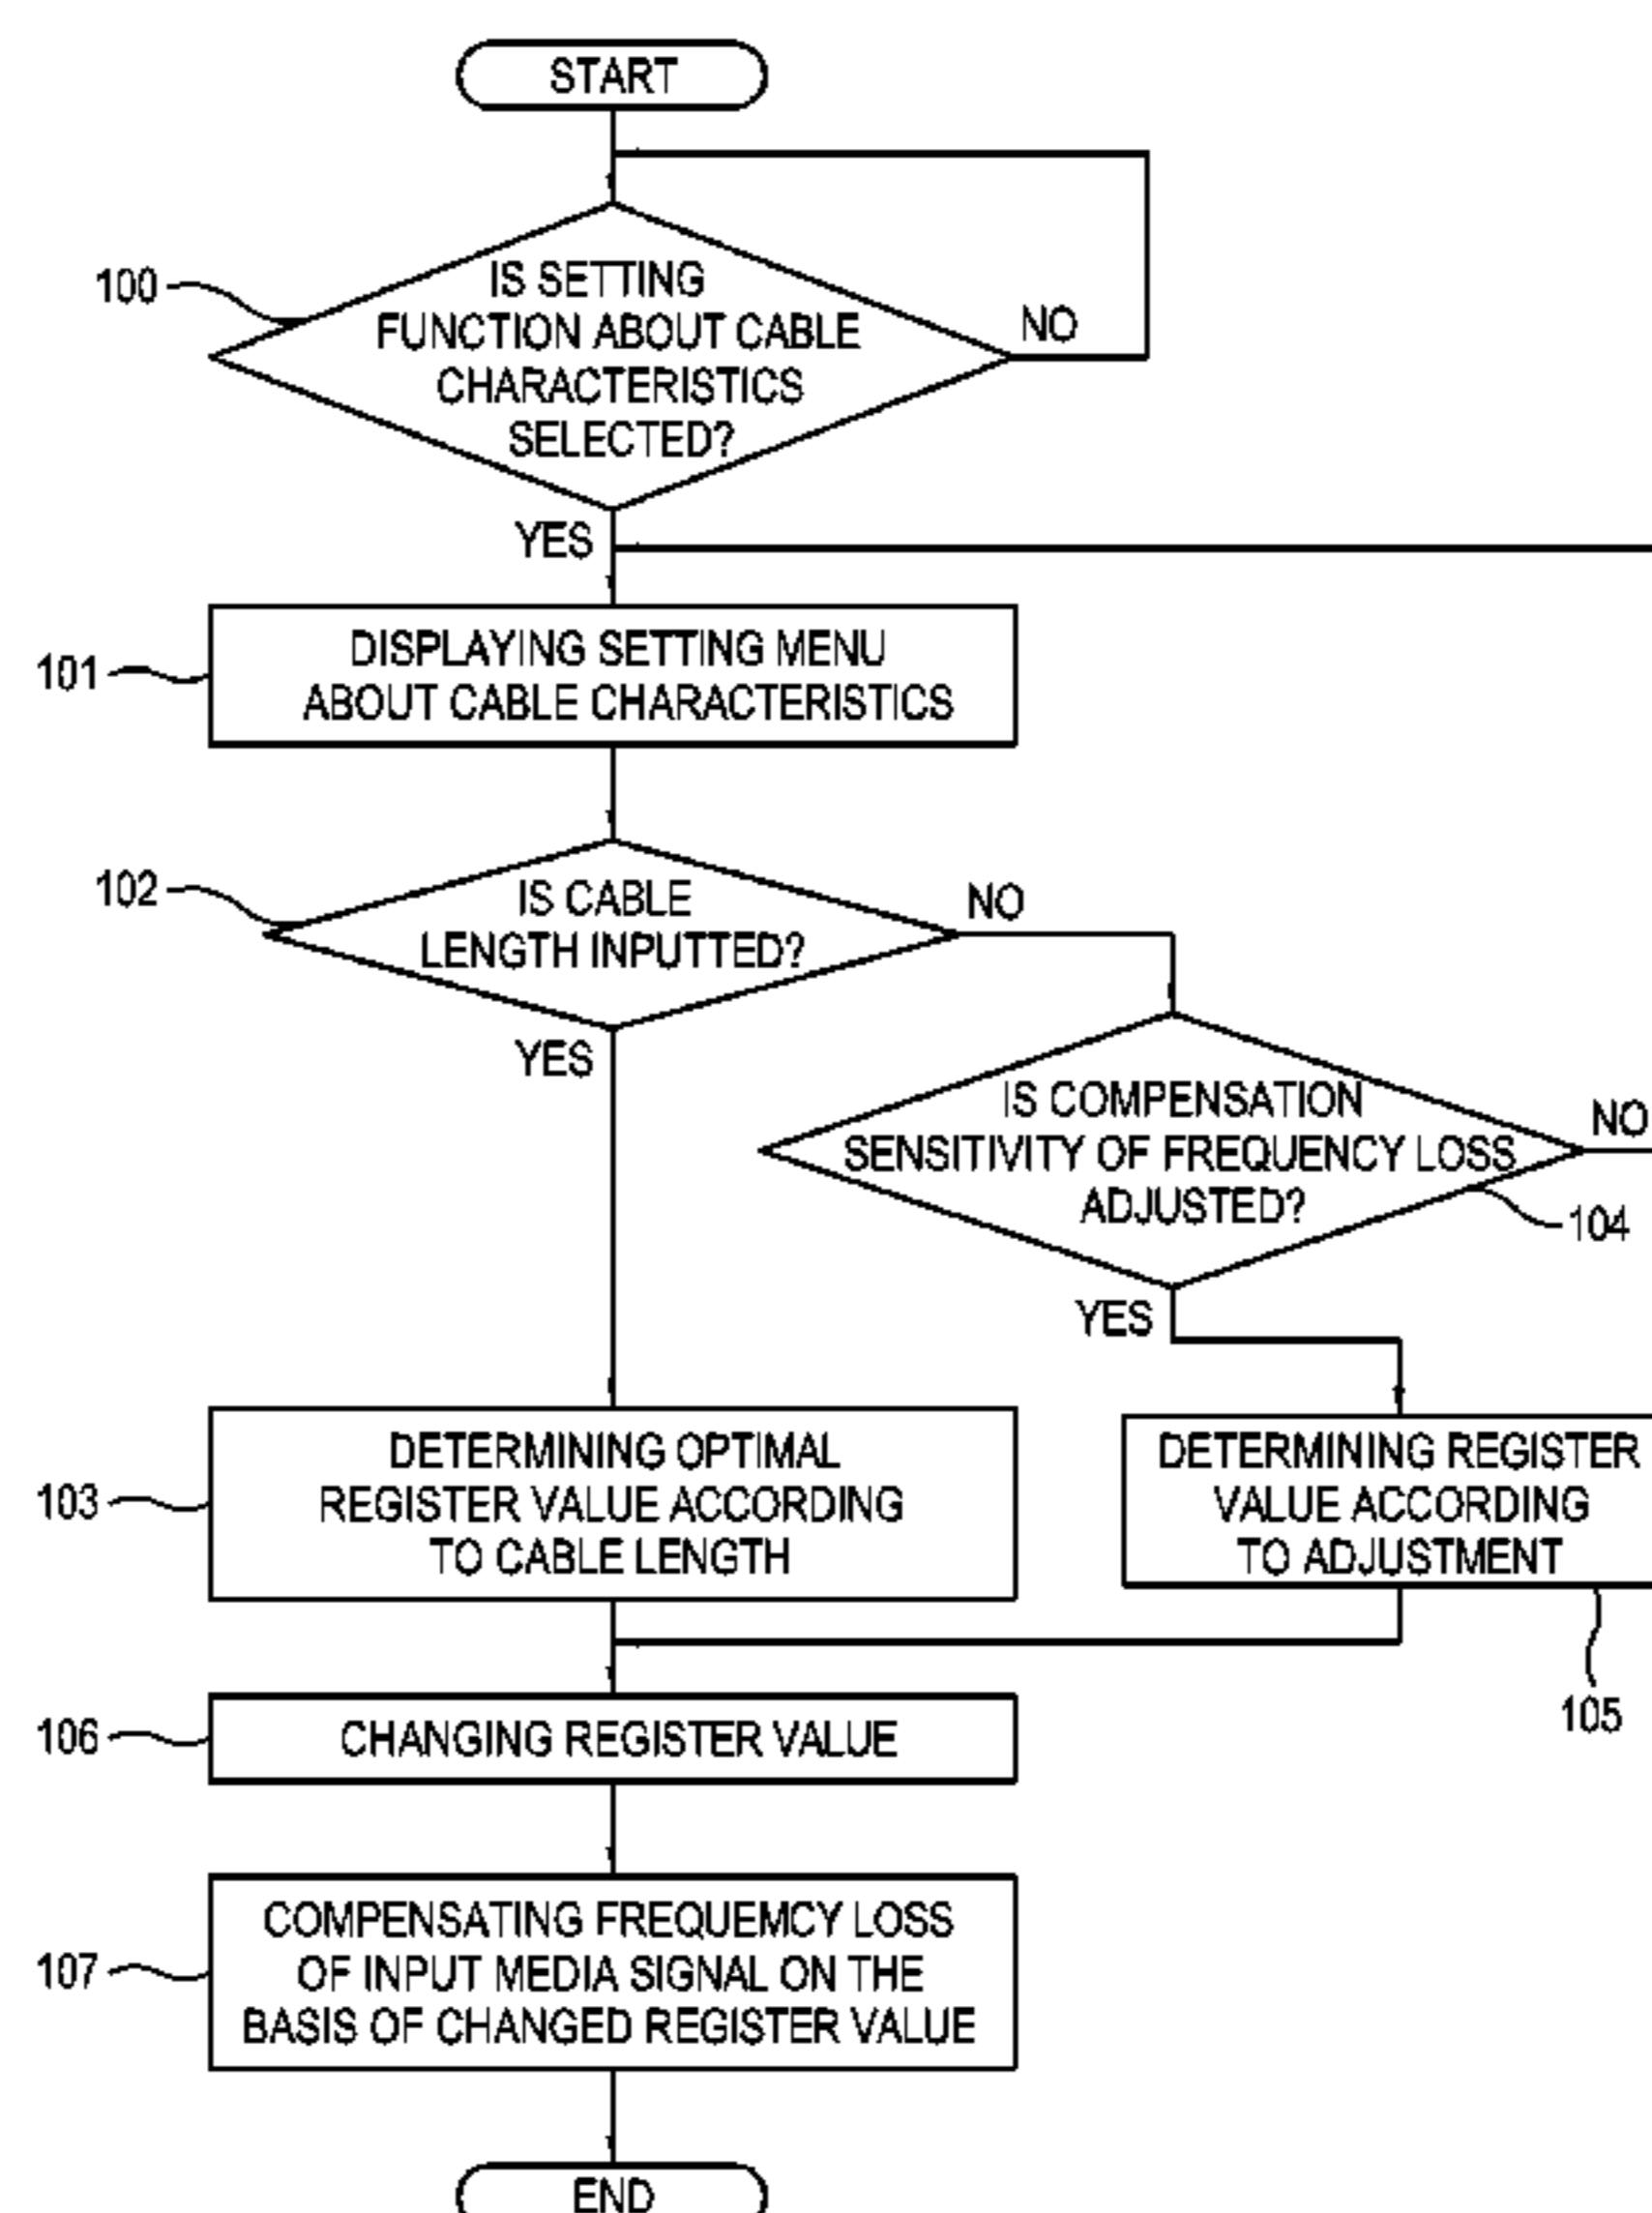 START
100
IS SETTING
FUNCTION ABOUT CABLE
CHARACTERISTICS
SELECTED?
NO
YES
101
DISPLAYING SETTING MENU
ABOUT CABLE CHARACTERISTICS
102
IS CABLE
LENGTH INPUTTED?
NO
YES
IS COMPENSATION
SENSITIVITY OF FREQUENCY LOSS
ADJUSTED?
NO
104
YES
103
DETERMINING OPTIMAL
REGISTER VALUE ACCORDING
TO CABLE LENGTH
DETERMINING REGISTER
VALUE ACCORDING
TO ADJUSTMENT
105
106
CHANGING REGISTER VALUE
107
COMPENSATING FREQUEMCY LOSS
OF INPUT MEDIA SIGNAL ON THE
BASIS OF CHANGED REGISTER VALUE
END